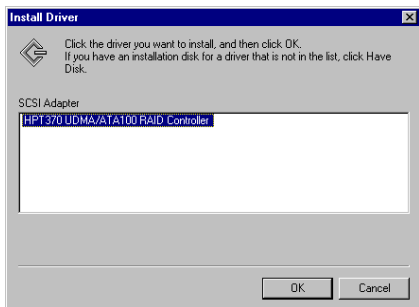 Install Driver
Click the driver you want to install, and then click OK.
If you have an installation disk for a driver that is not in the list, click Have
Disk.
SCSI Adapter
HPT370 UDMA/ATA100 RAID Controller
OK
Cancel